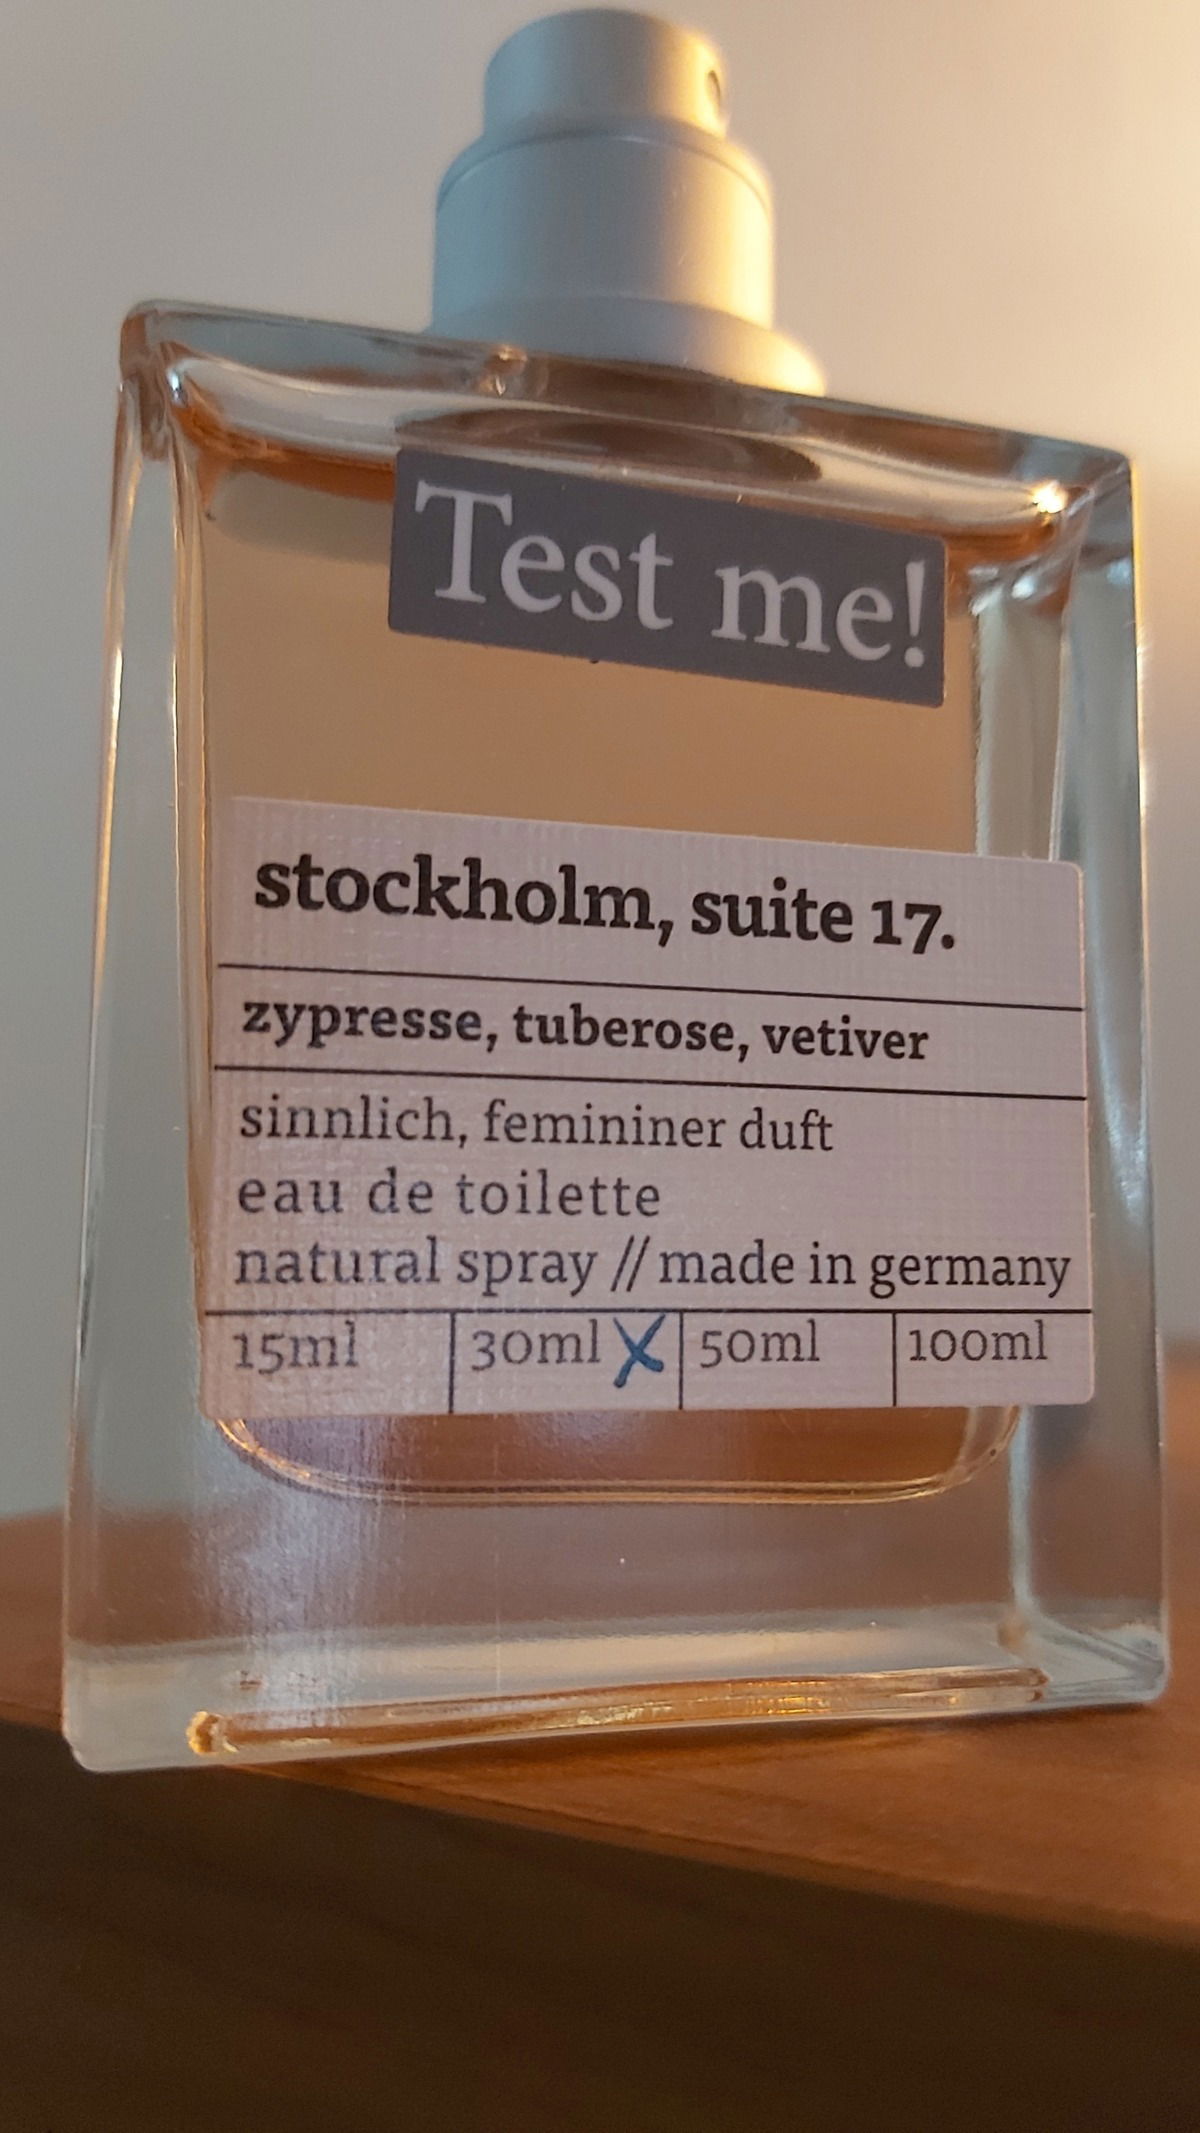 Test me!
stockholm, suite 17.
zypresse, tuberose, vetiver
sinnlich, femininer duft
eau de toilette
natural spray // made in germany
15ml 30ml X 50ml 100ml